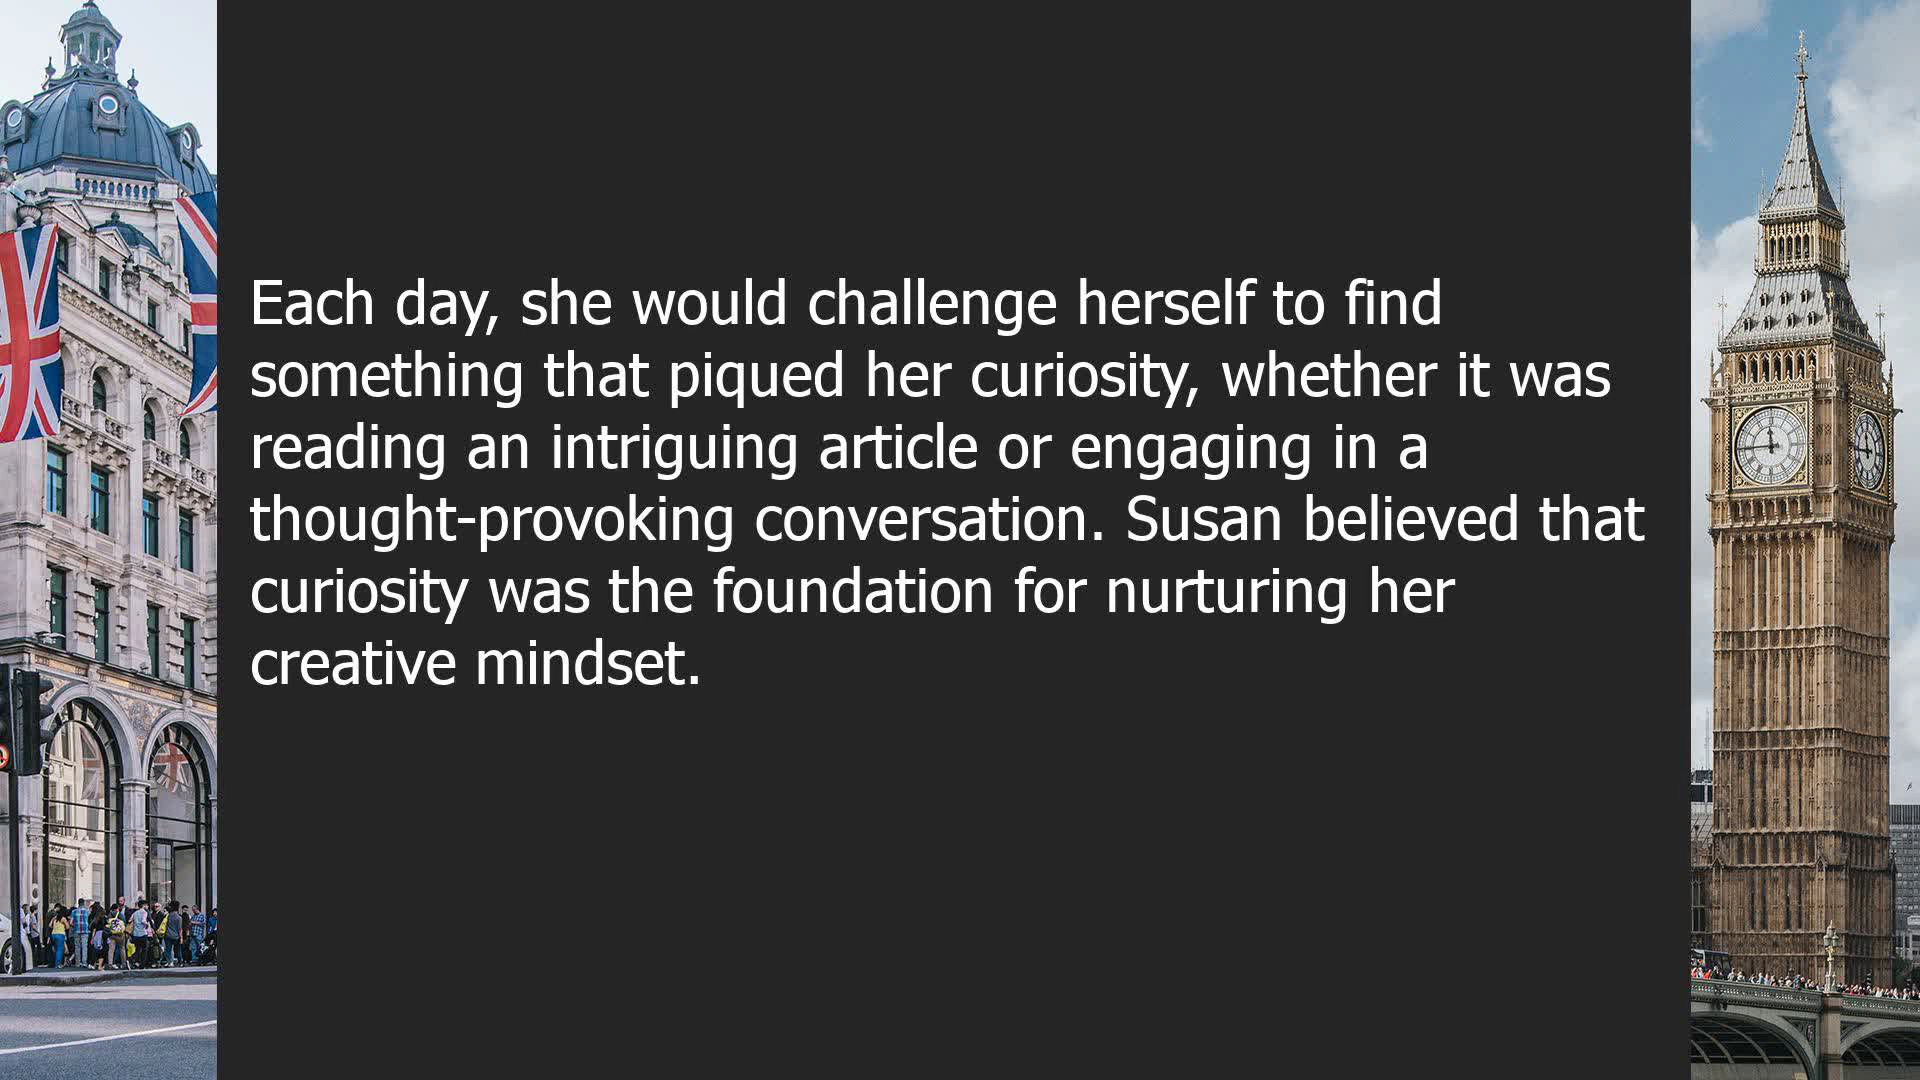 Each day, she would challenge herself to find
something that piqued her curiosity, whether it was
reading an intriguing article or engaging in a
thought-provoking conversation. Susan believed that
curiosity was the foundation for nurturing her
creative mindset.